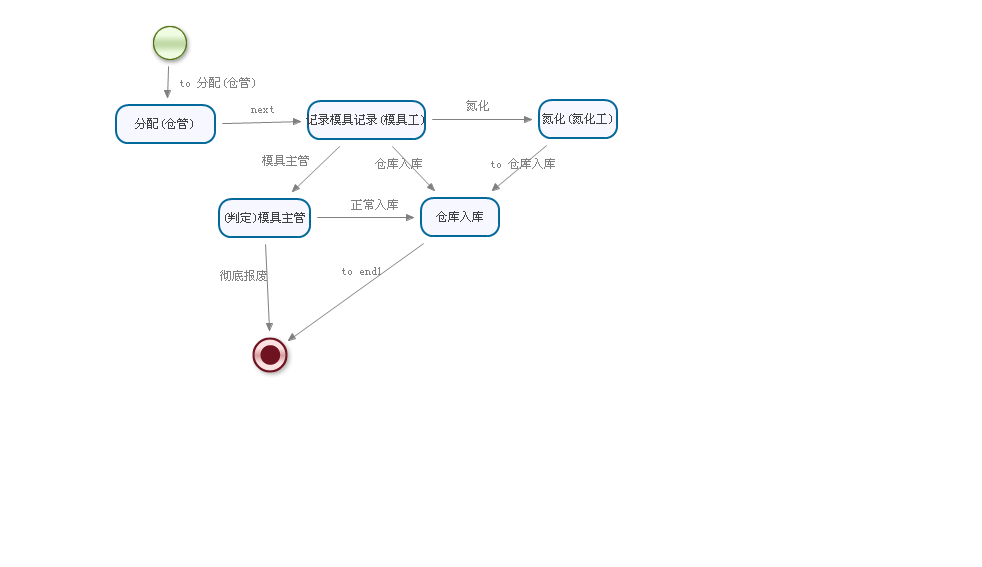 to 分配(仓管)
分配(仓管)
next
记录模具记录(模具工)
氮化
氮化(氮化工)
模具主管
仓库入库
to 仓库入库
(判定)模具主管
正常入库
仓库入库
彻底报废
to end1